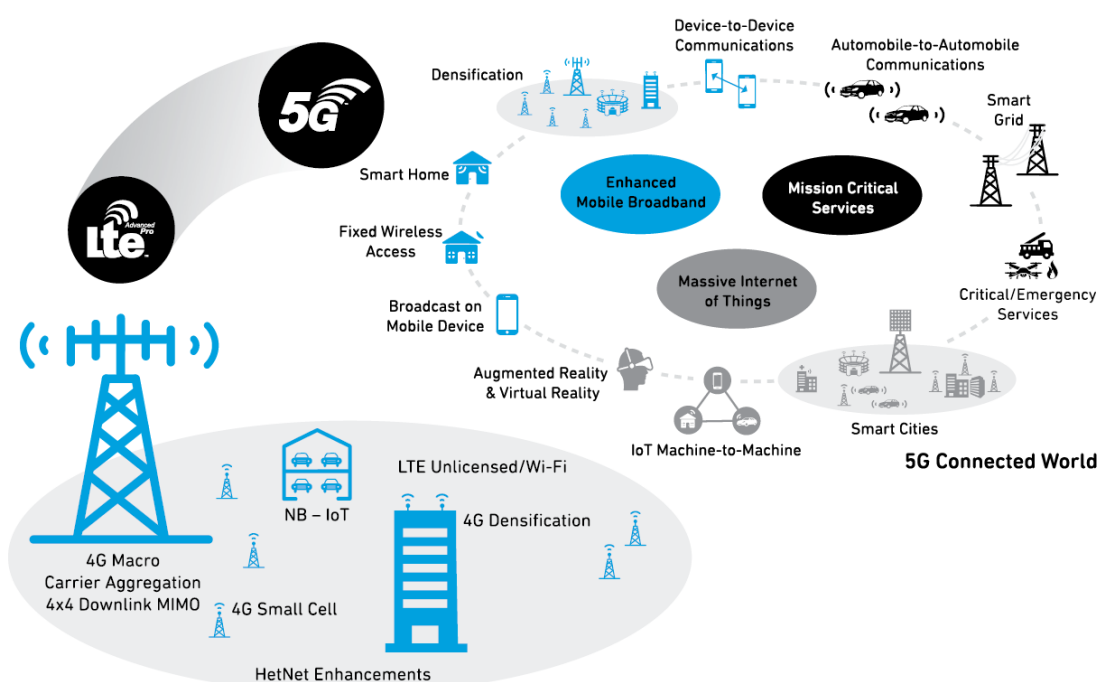 5G
Advanced
Pro
Lte
Densification
Device-to-Device
Communications
Automobile-to-Automobile
Communications
Smart
Grid
Smart Home
Enhanced
Mobile Broadband
Mission Critical
Services
Fixed Wireless
Access
Massive Internet
of Things
Critical/Emergency
Services
Broadcast on
Mobile Device
Augmented Reality
& Virtual Reality
IoT Machine-to-Machine
Smart Cities
5G Connected World
LTE Unlicensed/Wi-Fi
NB – IoT
4G Densification
4G Macro
Carrier Aggregation
4x4 Downlink MIMO
4G Small Cell
HetNet Enhancements